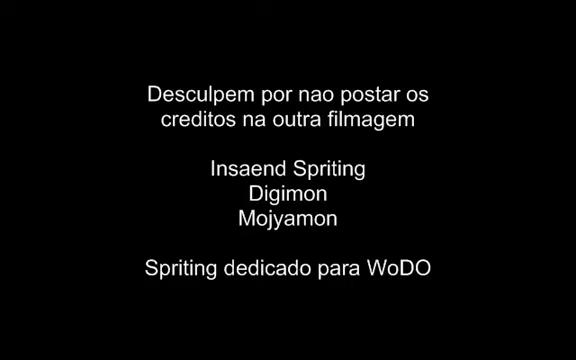 Desculpem por nao postar os
creditos na outra filmagem
Insaend Spriting
Digimon
Mojyamon
Spriting dedicado para WoDO